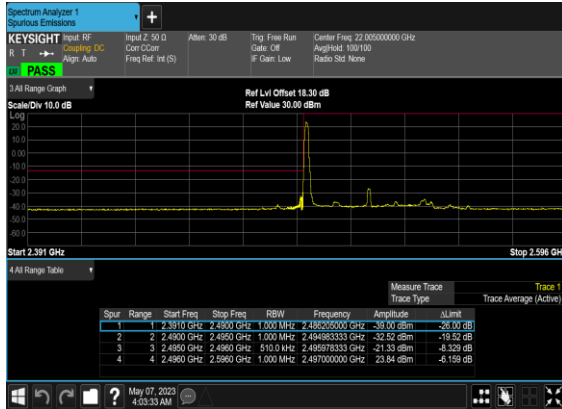 Spectrum Analyzer 1
Spurious Emissions
+
KEYSIGHT Input: RF Input Z: 50 Ω Atten: 30 dB Trig: Free Run Center Freq: 22.005000000 GHz
R T Coupling: DC Corr CCorr Gate: Off Avg|Hold: 100/100
Align: Auto Freq Ref: Int (S) IF Gain: Low Radio Std: None
LXI PASS
3 All Range Graph Ref Lvl Offset 18.30 dB
Scale/Div 10.0 dB Ref Value 30.00 dBm
Log
20.0
10.0
0.00
-10.0
-20.0
-30.0
-40.0
-50.0
-60.0
Start 2.391 GHz Stop 2.596 GH
4 All Range Table
Measure Trace Trace 1
Trace Type Trace Average (Active)
Spur Range Start Freq Stop Freq RBW Frequency Amplitude ΔLimit
1 1 2.3910 GHz 2.4900 GHz 1.000 MHz 2.486205000 GHz -39.00 dBm -26.00 dB
2 2 2.4900 GHz 2.4950 GHz 1.000 MHz 2.494983333 GHz -32.52 dBm -19.52 dB
3 3 2.4950 GHz 2.4960 GHz 510.0 kHz 2.495978333 GHz -21.33 dBm -8.329 dB
4 4 2.4960 GHz 2.5960 GHz 1.000 MHz 2.497000000 GHz 23.84 dBm -6.159 dB
? May 07, 2023
4:03:33 AM